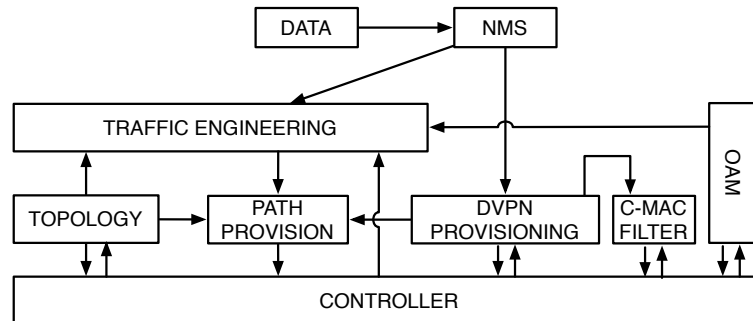 DATA
NMS
TRAFFIC ENGINEERING
OAM
TOPOLOGY
PATH
PROVISION
DVPN
PROVISIONING
C-MAC
FILTER
CONTROLLER